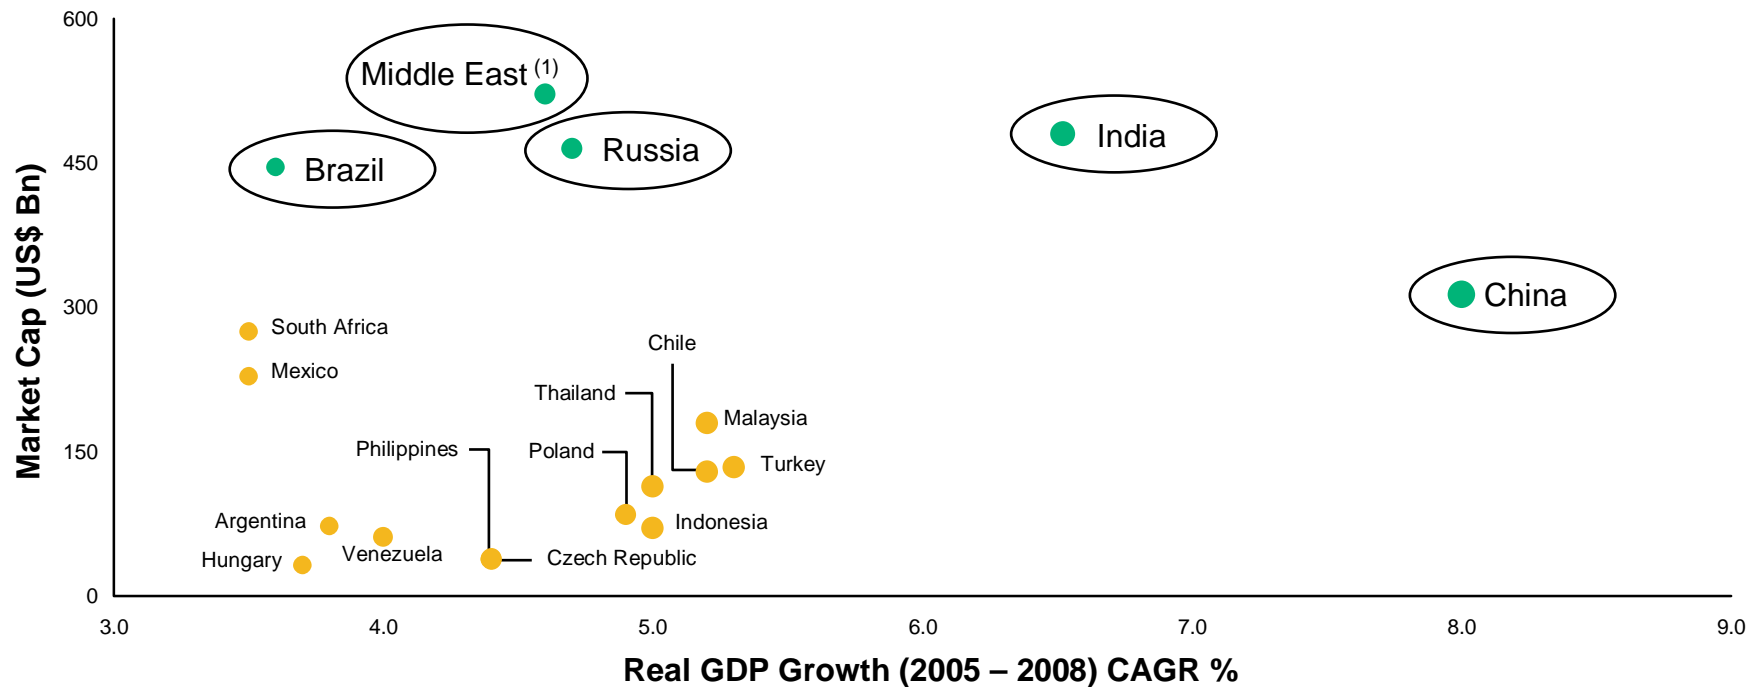 600
Middle East (1)
Russia
India
450
Brazil
Market Cap (US$ Bn)
300
China
South Africa
Chile
Mexico
Thailand
Malaysia
150
Philippines
Poland
Turkey
Argentina
Indonesia
Hungary
Venezuela
Czech Republic
0
3.0 4.0 5.0 6.0 7.0 8.0 9.0
Real GDP Growth (2005 – 2008) CAGR %